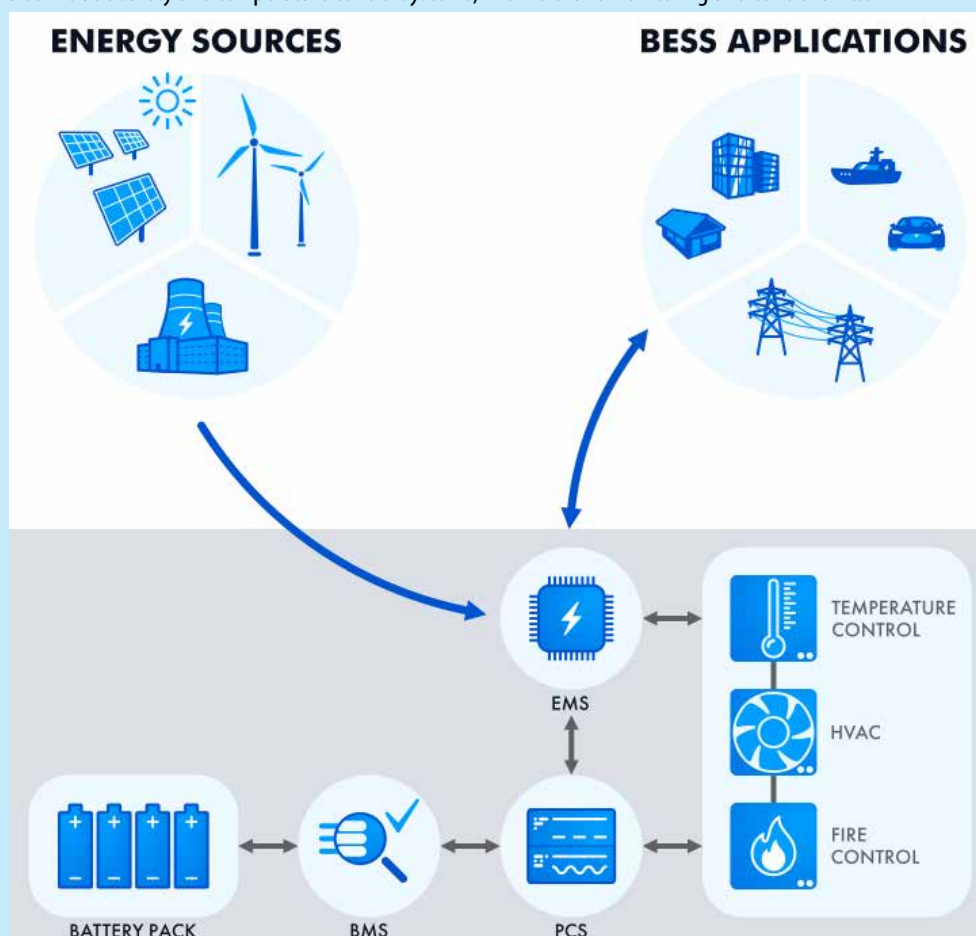 ENERGY SOURCES
BESS APPLICATIONS
EMS
TEMPERATURE
CONTROL
HVAC
FIRE
CONTROL
BATTERY PACK
BMS
PCS